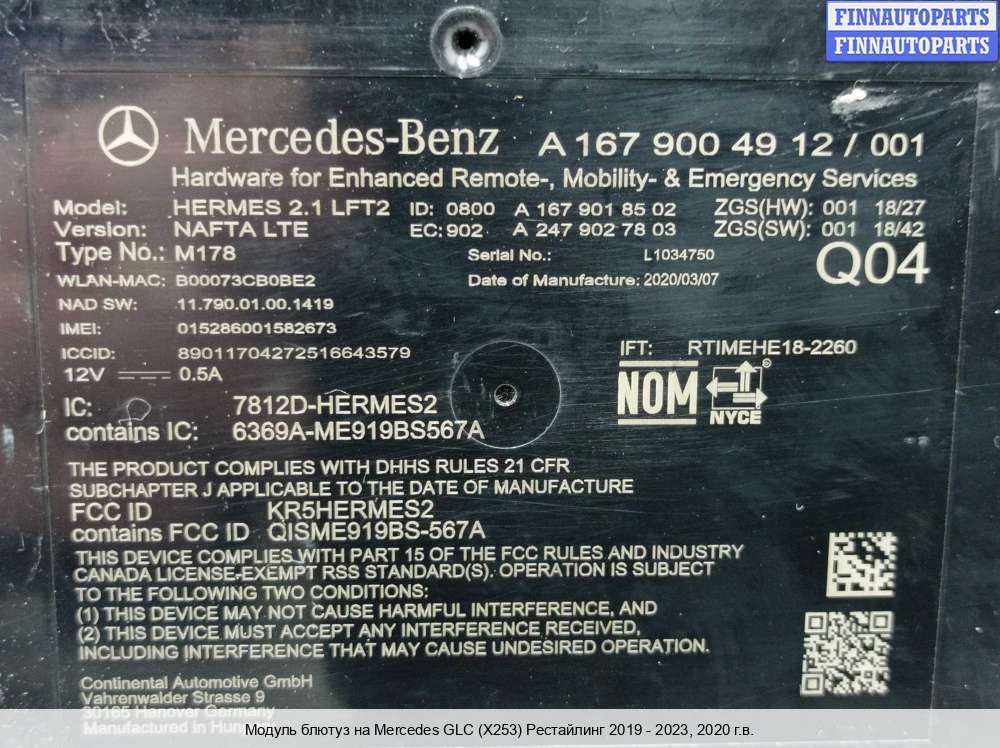 FINNAUTOPARTS
FINNAUTOPARTS
Mercedes-Benz A 167 900 49 12 / 001
Hardware for Enhanced Remote-, Mobility- & Emergency Services
Model: HERMES 2.1 LFT2 ID: 0800 A 167 901 85 02 ZGS(HW): 001 18/27
Version: NAFTA LTE EC: 902 A 247 902 78 03 ZGS(SW): 001 18/42
Type No.: M178 Serial No.: L1034750 Q04
WLAN-MAC: B00073CB0BE2 Date of Manufacture: 2020/03/07
NAD SW: 11.790.01.00.1419
IMEI: 015286001582673
ICCID: 89011704272516643579 IFT: RTIMEHE18-2260
12V 0.5A NOM NYCE
IC: 7812D-HERMES2
contains IC: 6369A-ME919BS567A
THE PRODUCT COMPLIES WITH DHHS RULES 21 CFR
SUBCHAPTER J APPLICABLE TO THE DATE OF MANUFACTURE
FCC ID KR5HERMES2
contains FCC ID QISME919BS-567A
THIS DEVICE COMPLIES WITH PART 15 OF THE FCC RULES AND INDUSTRY
CANADA LICENSE-EXEMPT RSS STANDARD(S). OPERATION IS SUBJECT
TO THE FOLLOWING TWO CONDITIONS:
(1) THIS DEVICE MAY NOT CAUSE HARMFUL INTERFERENCE, AND
(2) THIS DEVICE MUST ACCEPT ANY INTERFERENCE RECEIVED,
INCLUDING INTERFERENCE THAT MAY CAUSE UNDESIRED OPERATION.
Continental Automotive GmbH
Vahrenwalder Strasse 9
30165 Hanover Germany
Manufactured in Hungary
Модуль блютуз на Mercedes GLC (X253) Рестайлинг 2019 - 2023, 2020 г.в.